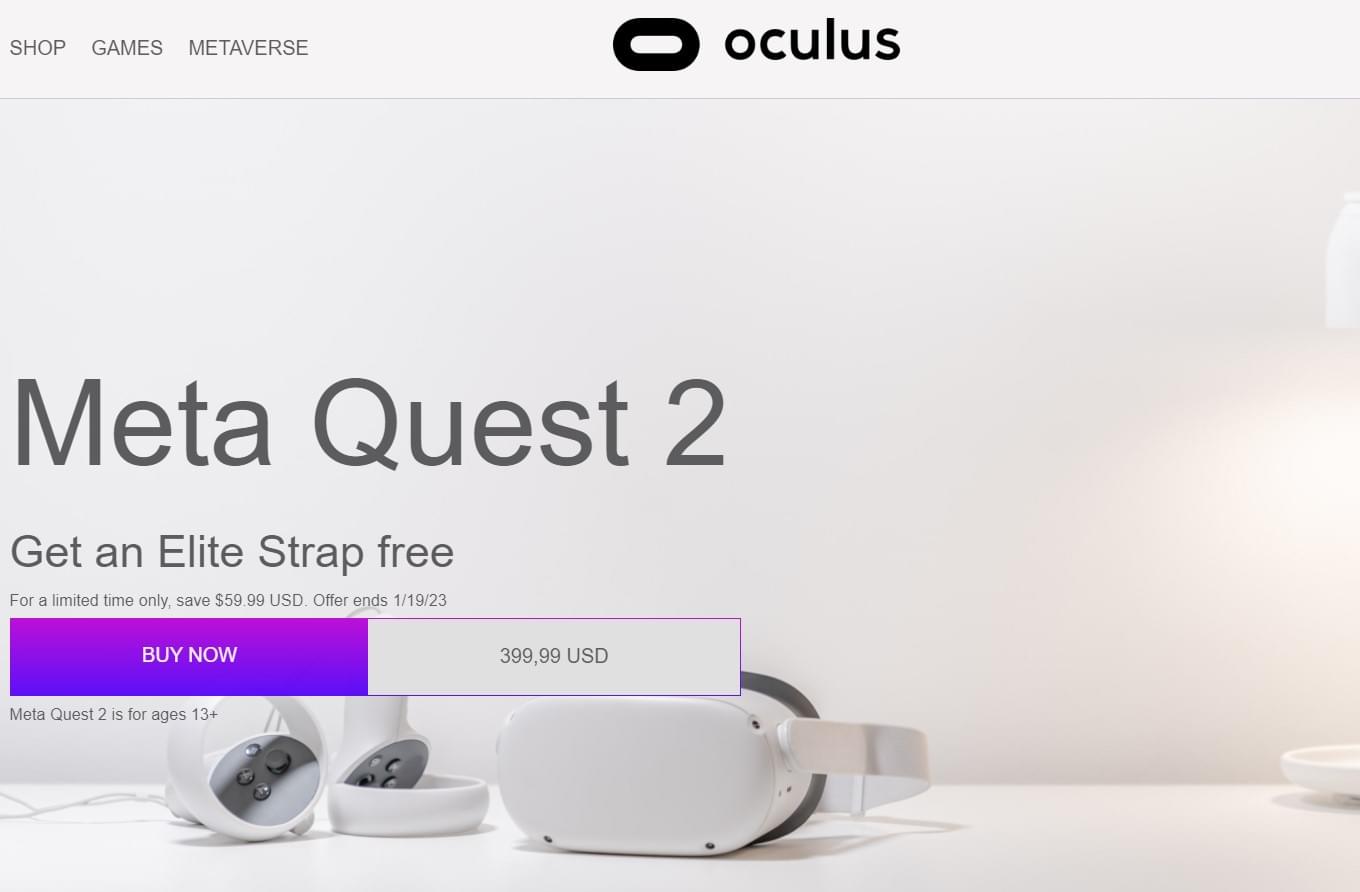 SHOP GAMES METAVERSE
oculus
Meta Quest 2
Get an Elite Strap free
For a limited time only, save $59.99 USD. Offer ends 1/19/23
BUY NOW 399,99 USD
Meta Quest 2 is for ages 13+